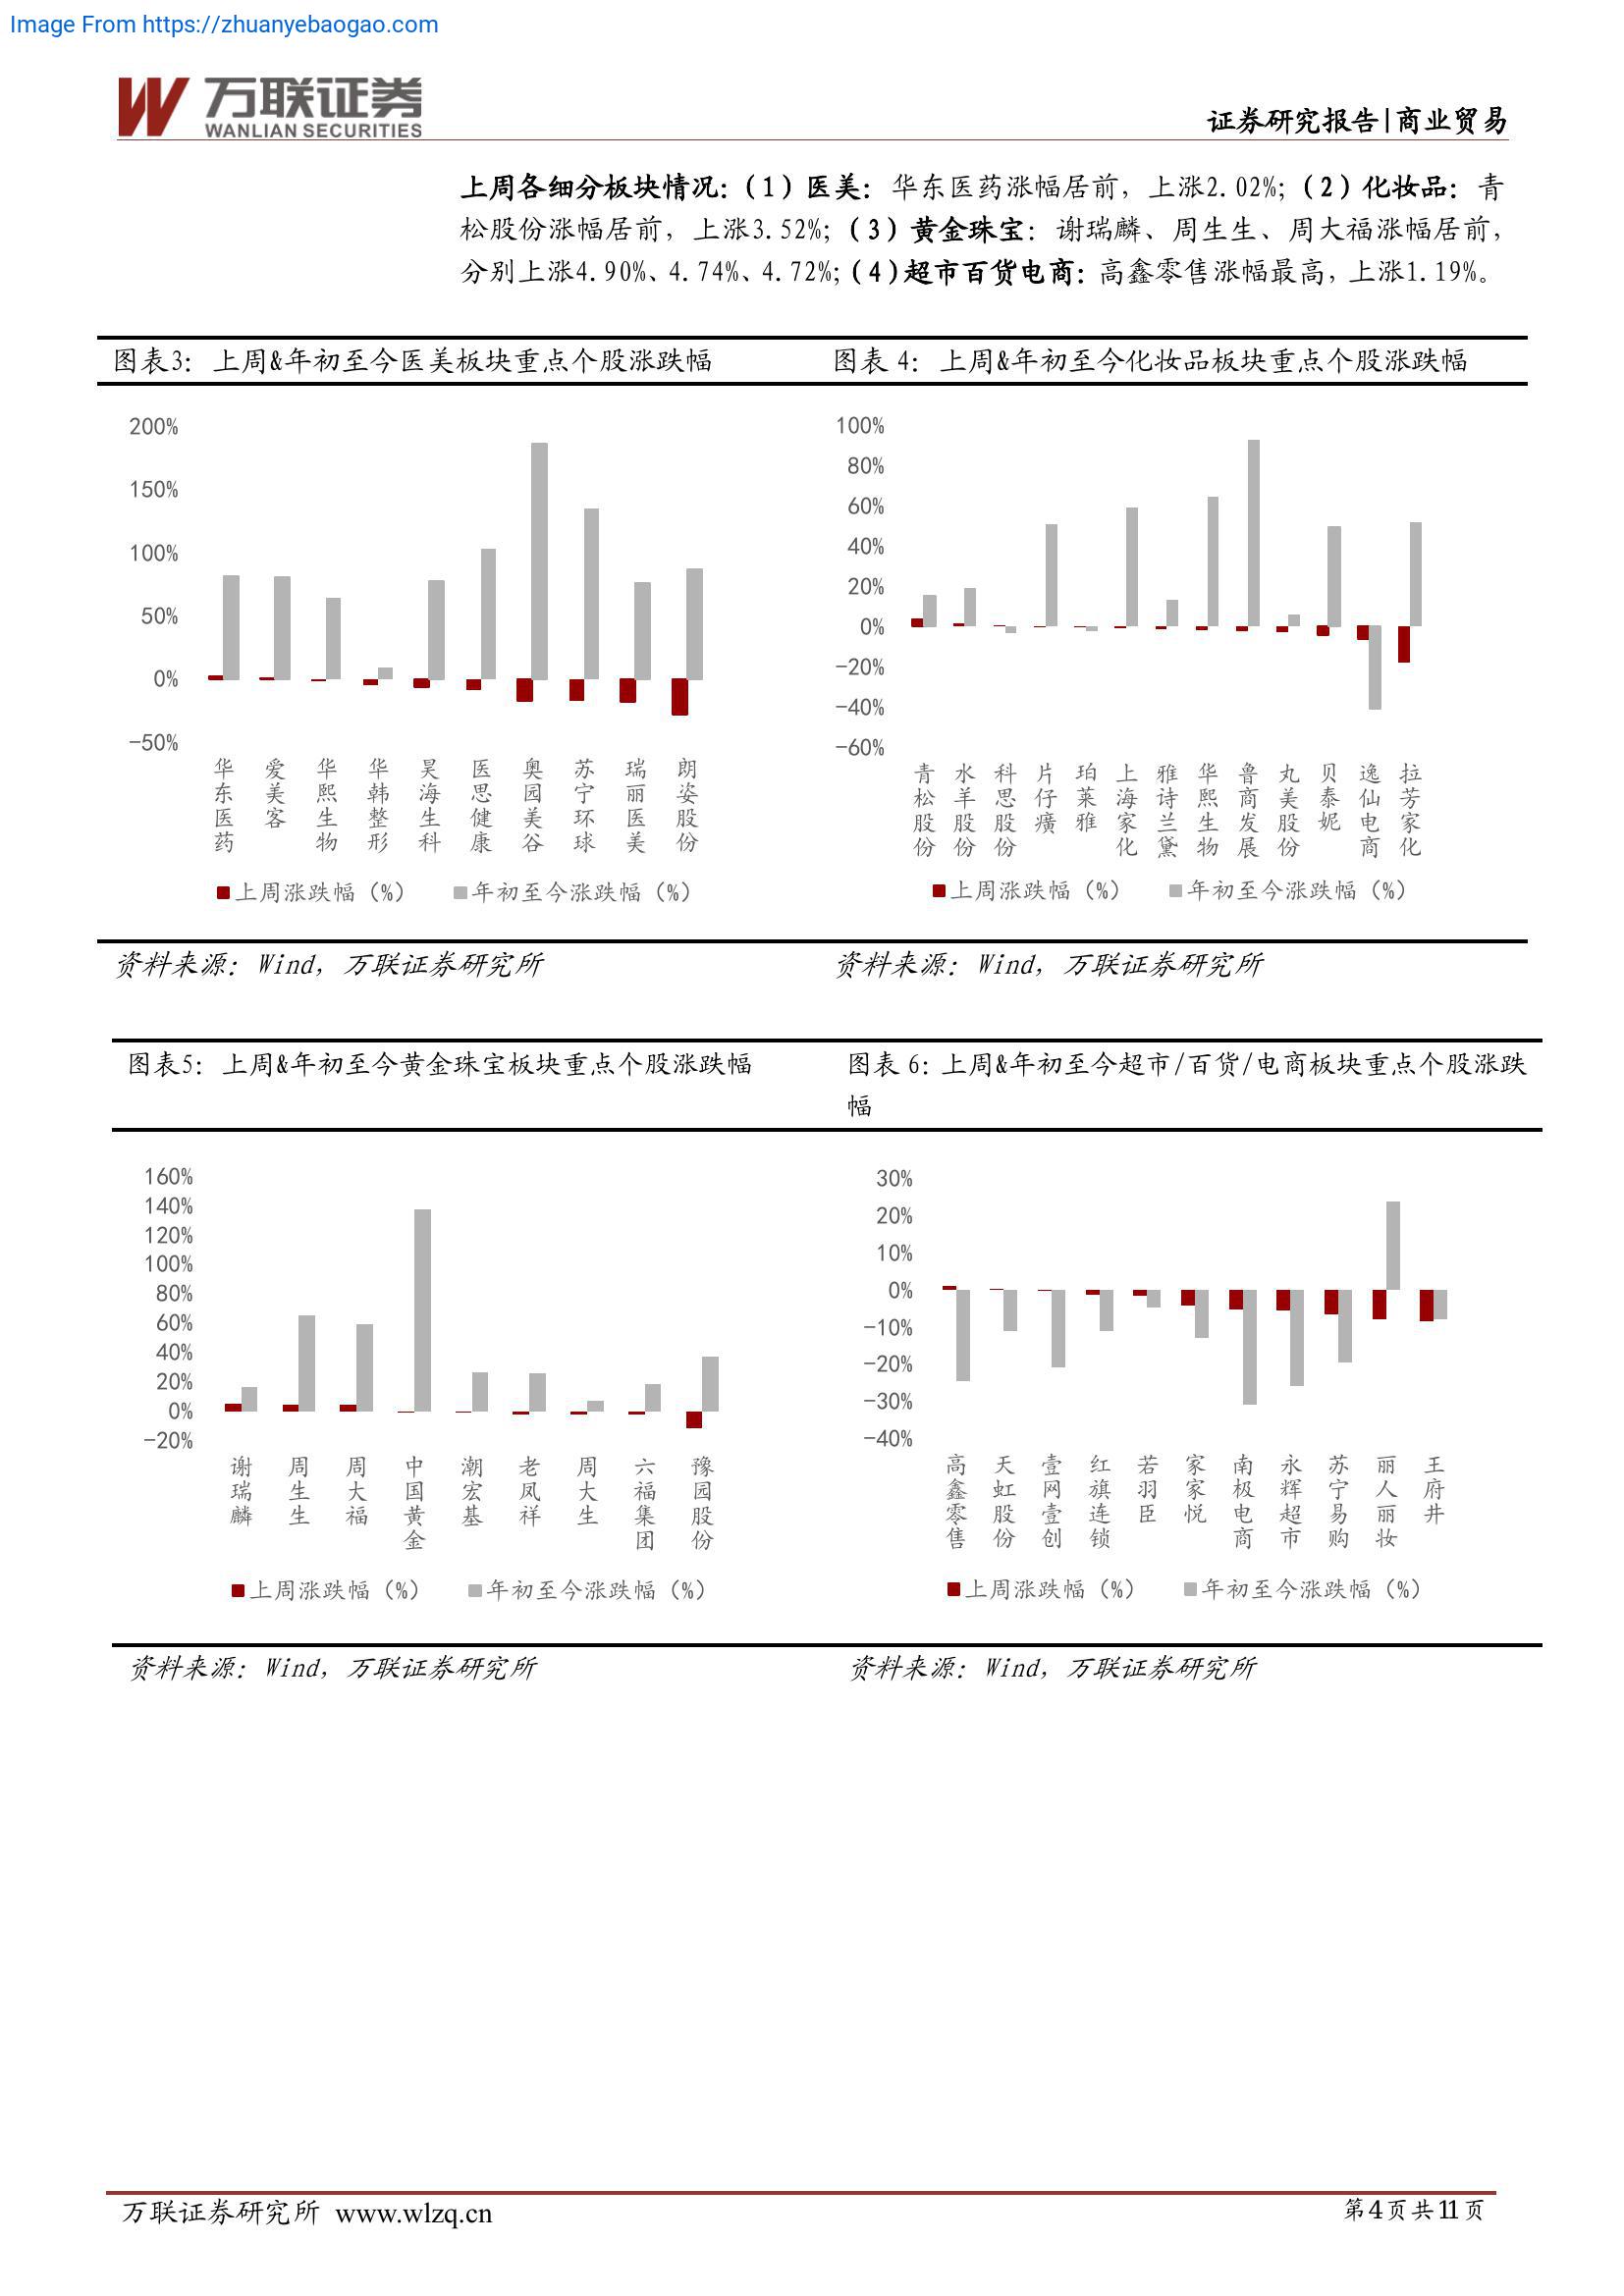 Image From https://zhuanyebaogao.com
万联证券
WANLIAN SECURITIES
证券研究报告|商业贸易
上周各细分板块情况：（1）医美：华东医药涨幅居前，上涨2.02%;（2）化妆品：青
松股份涨幅居前，上涨3.52%;（3）黄金珠宝：谢瑞麟、周生生、周大福涨幅居前，
分别上涨4.90%、4.74%、4.72%;（4）超市百货电商：高鑫零售涨幅最高，上涨1.19%。
图表3：上周&年初至今医美板块重点个股涨跌幅
200%
150%
100%
50%
0%
-50%
华东医药
爱美客
华熙生物
华韩整形
昊海生科
医思健康
奥园美谷
苏宁环球
瑞丽医美
朗姿股份
上周涨跌幅（%）
年初至今涨跌幅（%）
资料来源：Wind，万联证券研究所
图表 4：上周&年初至今化妆品板块重点个股涨跌幅
100%
80%
60%
40%
20%
0%
-20%
-40%
-60%
青松股份
水羊股份
科思股份
片仔癀
珀莱雅
上海家化
雅诗兰黛
华熙生物
鲁商发展
丸美股份
贝泰妮
逸仙电商
拉芳家化
上周涨跌幅（%）
年初至今涨跌幅（%）
资料来源：Wind，万联证券研究所
图表5：上周&年初至今黄金珠宝板块重点个股涨跌幅
160%
140%
120%
100%
80%
60%
40%
20%
0%
-20%
谢瑞麟
周生生
周大福
中国黄金
潮宏基
老凤祥
周大生
六福集团
豫园股份
上周涨跌幅（%）
年初至今涨跌幅（%）
资料来源：Wind，万联证券研究所
图表 6：上周&年初至今超市/百货/电商板块重点个股涨跌
幅
30%
20%
10%
0%
-10%
-20%
-30%
-40%
高鑫零售
天虹股份
壹网壹创
红旗连锁
若羽臣
家家悦
南极电商
永辉超市
苏宁易购
丽人丽妆
王府井
上周涨跌幅（%）
年初至今涨跌幅（%）
资料来源：Wind，万联证券研究所
万联证券研究所 www.wlzq.cn
第4页共11页